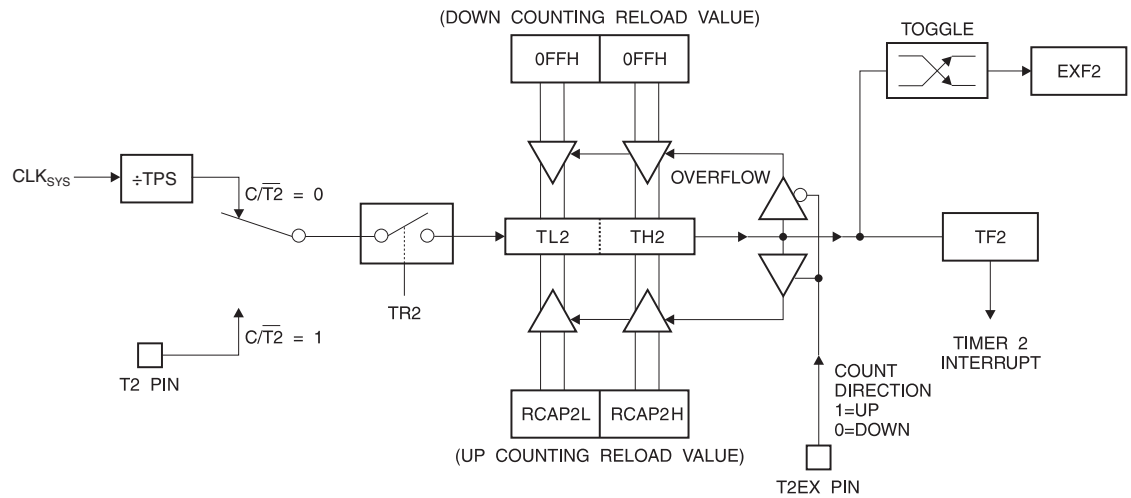 (DOWN COUNTING RELOAD VALUE)
TOGGLE
0FFH 0FFH
EXF2
CLKSYS
÷TPS
C/T2̅ = 0
OVERFLOW
TL2 TH2
TF2
TR2
C/T2̅ = 1
T2 PIN
TIMER 2
INTERRUPT
COUNT
DIRECTION
1=UP
0=DOWN
RCAP2L RCAP2H
(UP COUNTING RELOAD VALUE)
T2EX PIN